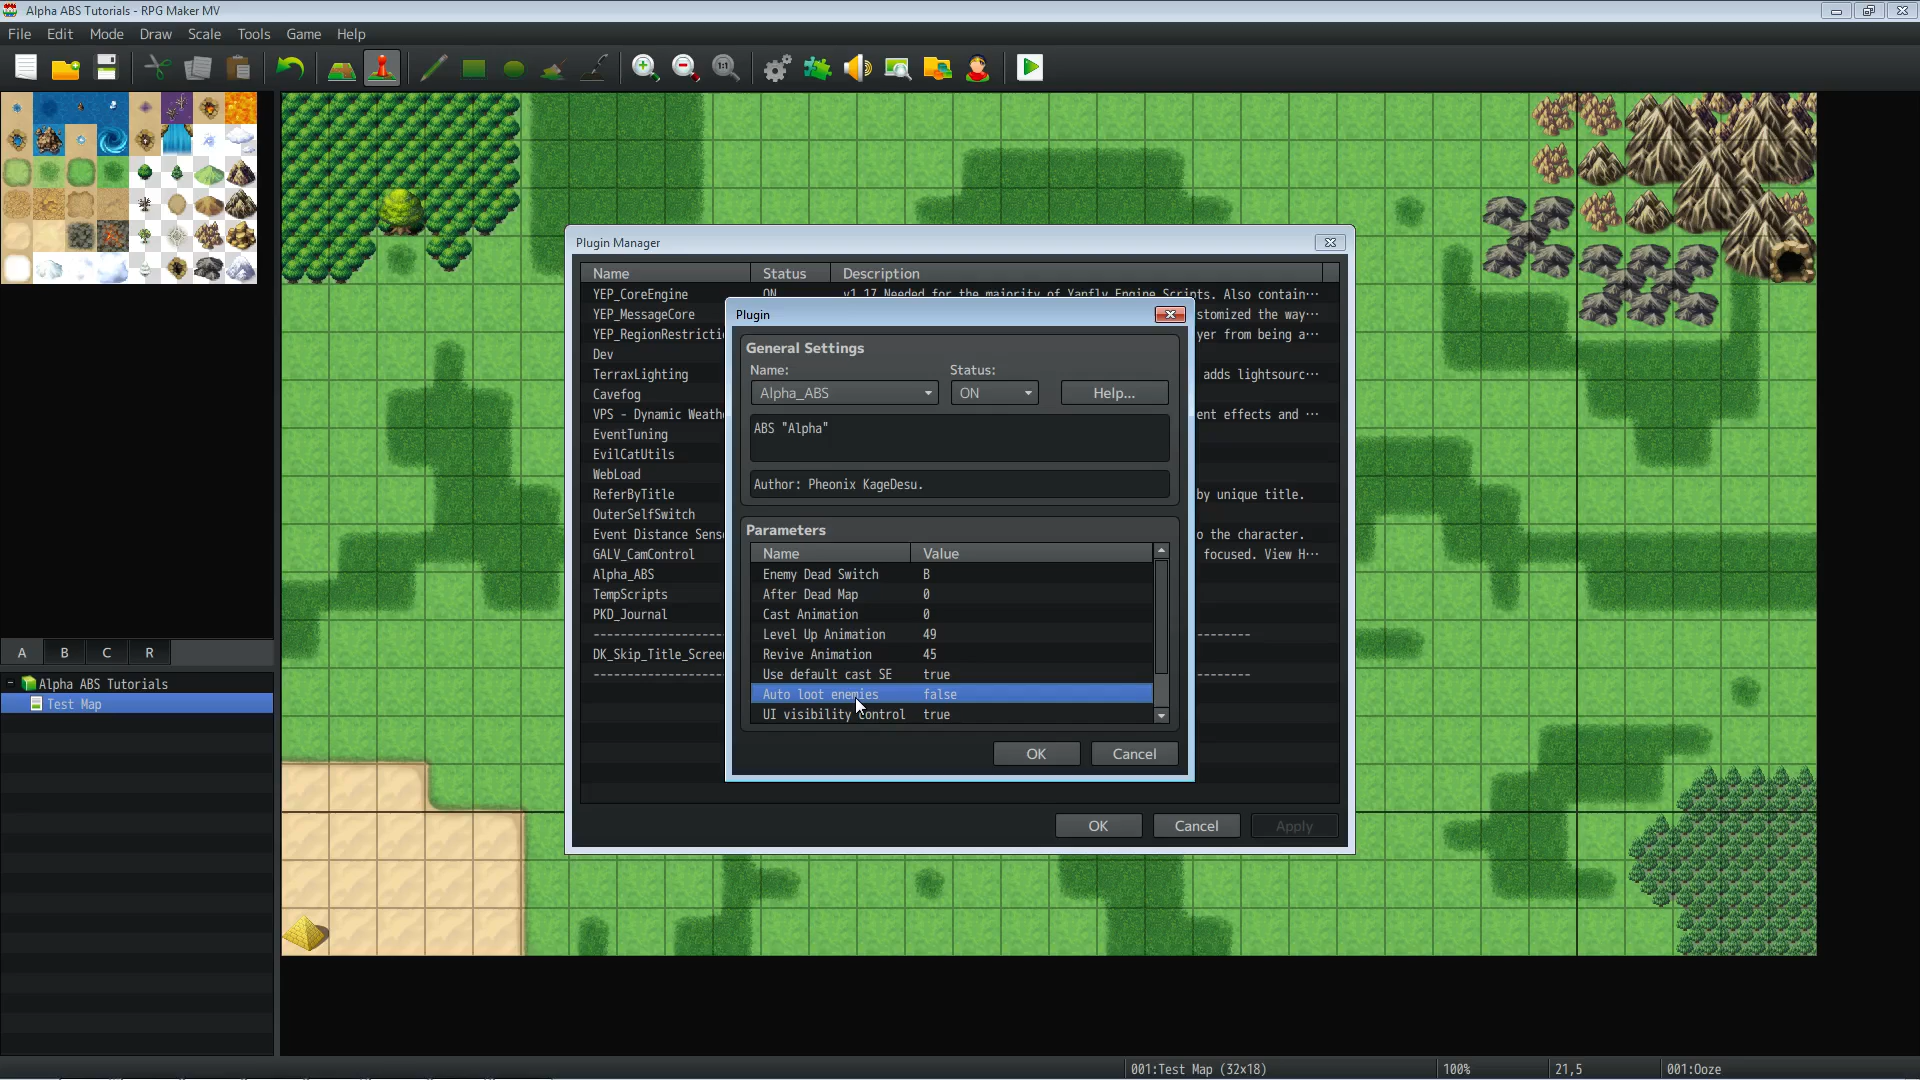 Alpha ABS Tutorials - RPG Maker MV
File Edit Mode Draw Scale Tools Game Help
1:1
Plugin Manager
Name Status Description
YEP_CoreEngine ON v1.17 Needed for the majority of Yanfly Engine Scripts. Also contain···
YEP_MessageCore
stomized the way···
YEP_RegionRestricti
yer from being a···
Dev
TerraxLighting
adds lightsourc···
Cavefog
VPS - Dynamic Weath
ent effects and ···
EventTuning
EvilCatUtils
WebLoad
ReferByTitle
by unique title.
OuterSelfSwitch
Event Distance Sens
o the character.
GALV_CamControl
focused. View H···
Alpha_ABS
TempScripts
PKD_Journal
DK_Skip_Title_Scree
OK Cancel Apply
Plugin
General Settings
Name: Status:
Alpha_ABS ON Help...
ABS "Alpha"
Author: Pheonix KageDesu.
Parameters
Name Value
Enemy Dead Switch B
After Dead Map 0
Cast Animation 0
Level Up Animation 49
Revive Animation 45
Use default cast SE true
Auto loot enemies false
UI visibility control true
OK Cancel
A B C R
Alpha ABS Tutorials
Test Map
001:Test Map (32x18) 100% 21,5 001:Ooze